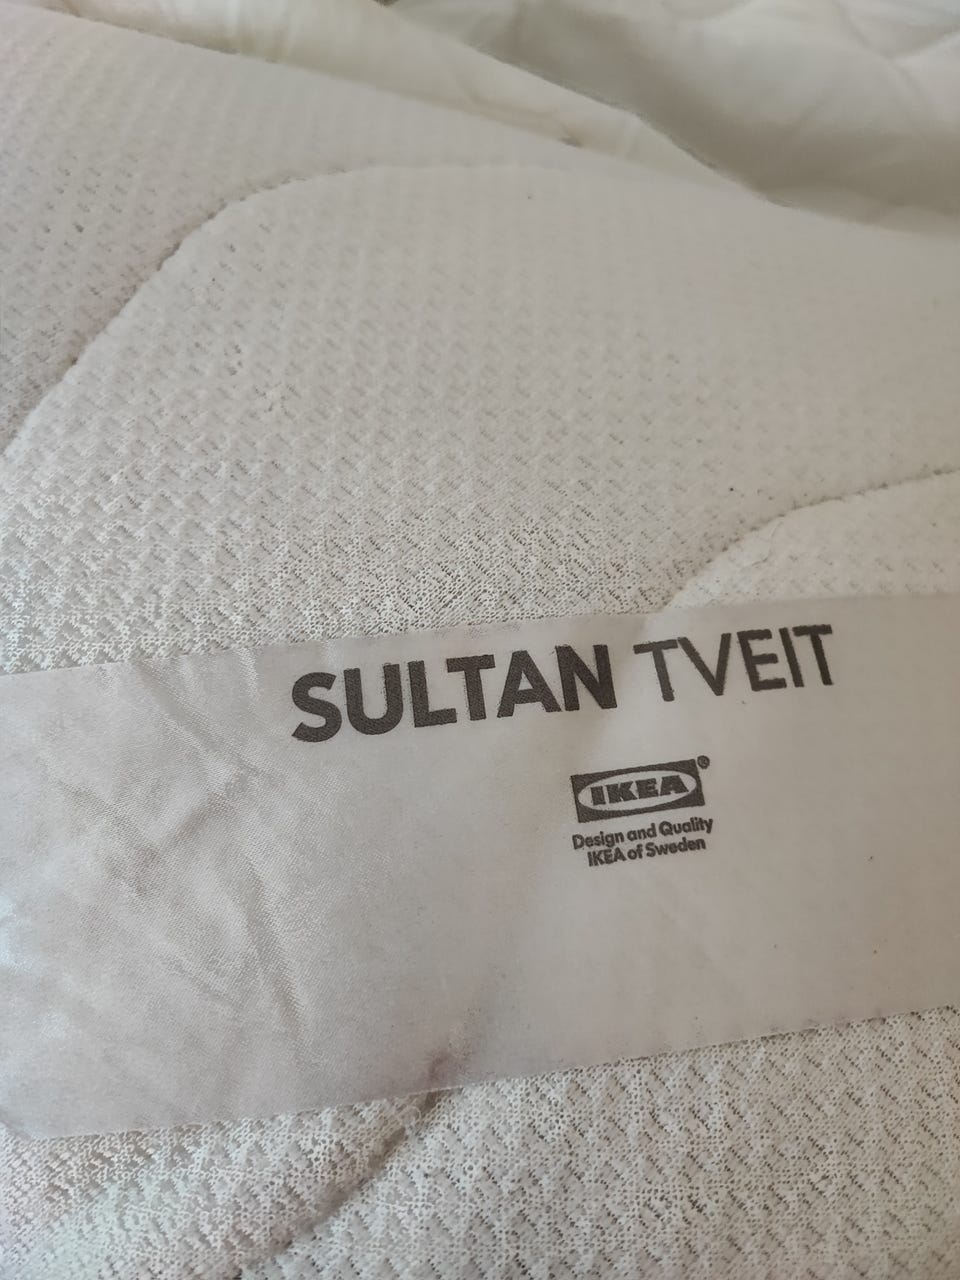 SULTAN TVEIT
IKEA®
Design and Quality
IKEA of Sweden